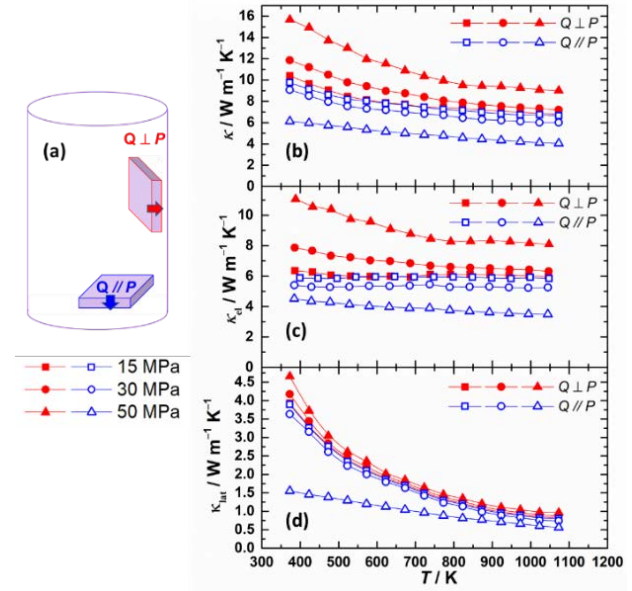 (a)
Q ⊥ P
Q // P
15 MPa
30 MPa
50 MPa
κ / W m⁻¹ K⁻¹
16
14
12
10
8
6
4
2
0
Q ⊥ P
Q // P
(b)
κel / W m⁻¹ K⁻¹
10
8
6
4
2
0
Q ⊥ P
Q // P
(c)
κlat / W m⁻¹ K⁻¹
4.5
4.0
3.5
3.0
2.5
2.0
1.5
1.0
0.5
0.0
Q ⊥ P
Q // P
(d)
300 400 500 600 700 800 900 1000 1100 1200
T / K